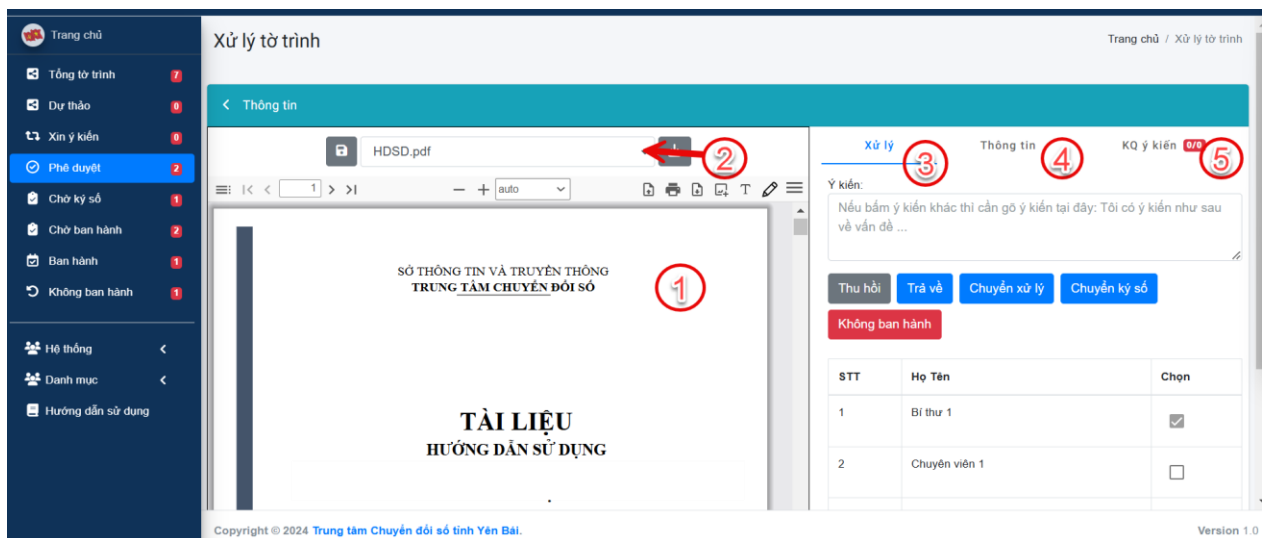 Trang chủ
Tổng tờ trình 7
Dự thảo 0
Xin ý kiến 0
Phê duyệt 2
Chờ ký số 1
Chờ ban hành 2
Ban hành 1
Không ban hành 1
Hệ thống
Danh mục
Hướng dẫn sử dụng
Xử lý tờ trình
Trang chủ / Xử lý tờ trình
Thông tin
HDSD.pdf
2
1
auto
SỞ THÔNG TIN VÀ TRUYỀN THÔNG
TRUNG TÂM CHUYỂN ĐỔI SỐ
1
TÀI LIỆU
HƯỚNG DẪN SỬ DỤNG
Xử lý 3 Thông tin 4 KQ ý kiến 0/0 5
Ý kiến:
Nếu bấm ý kiến khác thì cần gõ ý kiến tại đây: Tôi có ý kiến như sau
về vấn đề ...
Thu hồi Trả về Chuyển xử lý Chuyển ký số
Không ban hành
STT Họ Tên Chọn
1 Bí thư 1
2 Chuyên viên 1
Copyright © 2024 Trung tâm Chuyển đổi số tỉnh Yên Bái.
Version 1.0